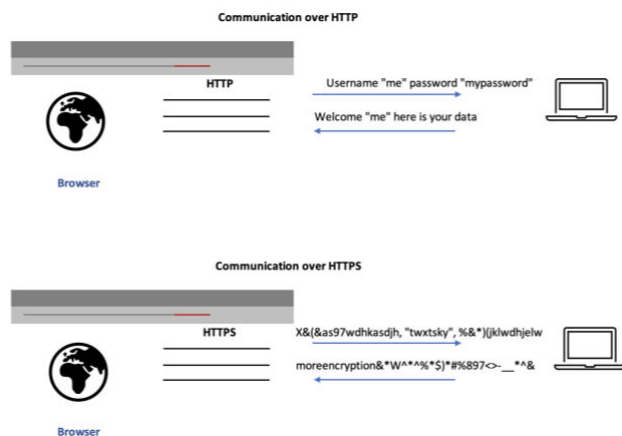 Communication over HTTP
HTTP
Username "me" password "mypassword"
Welcome "me" here is your data
Browser
Communication over HTTPS
HTTPS
X&(&as97wdhkasdjh, "twxtsky", %&*)(jklwdhjelw
moreencryption&*W^*^%*$)*#%897<>-__*^&
Browser